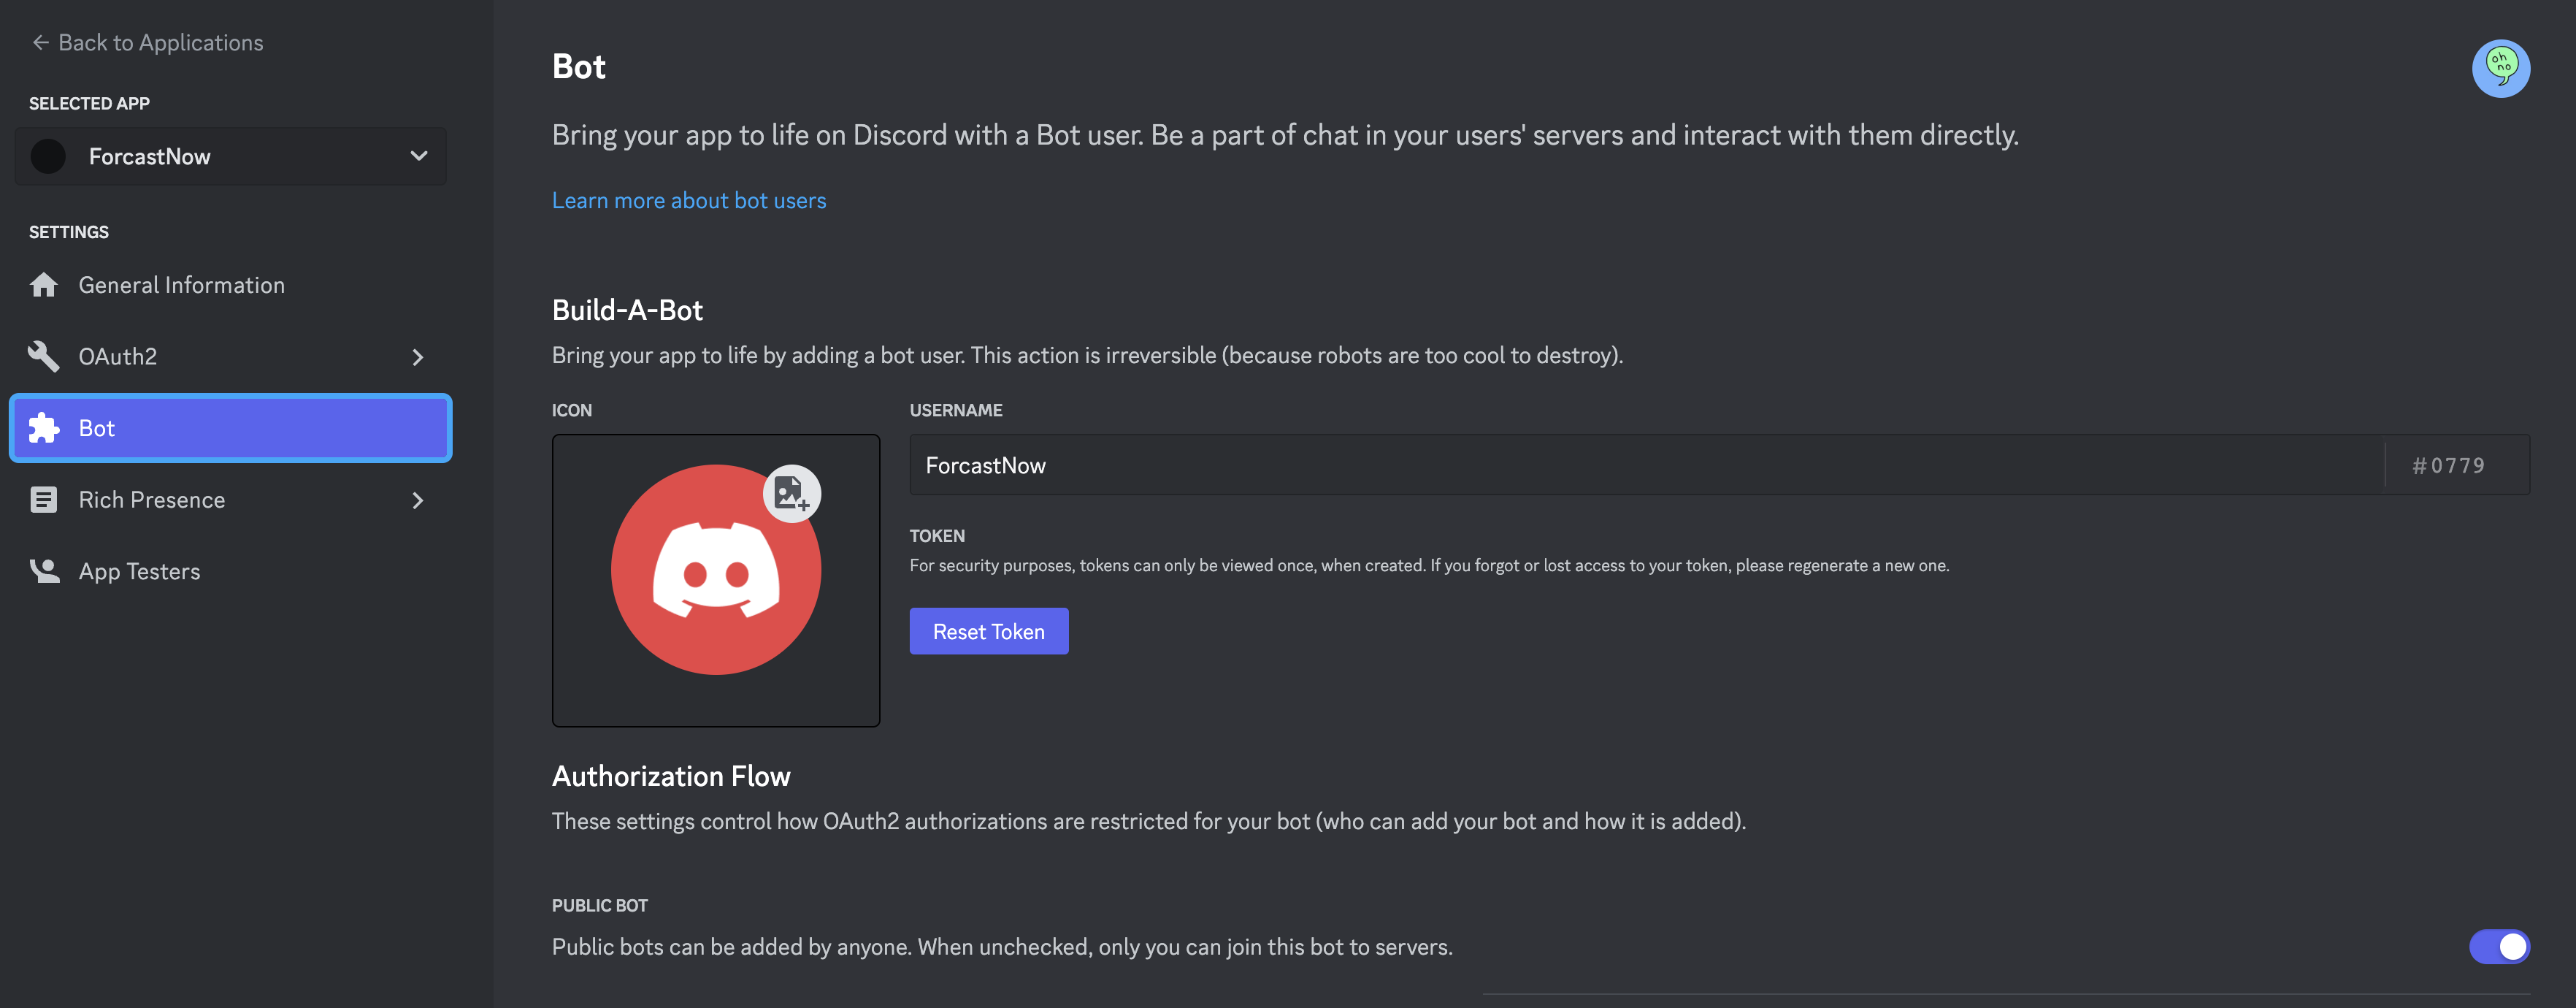 ← Back to Applications
SELECTED APP
ForcastNow
SETTINGS
General Information
OAuth2
Bot
Rich Presence
App Testers
Bot
oh
no
Bring your app to life on Discord with a Bot user. Be a part of chat in your users' servers and interact with them directly.
Learn more about bot users
Build-A-Bot
Bring your app to life by adding a bot user. This action is irreversible (because robots are too cool to destroy).
ICON
USERNAME
ForcastNow #0779
TOKEN
For security purposes, tokens can only be viewed once, when created. If you forgot or lost access to your token, please regenerate a new one.
Reset Token
Authorization Flow
These settings control how OAuth2 authorizations are restricted for your bot (who can add your bot and how it is added).
PUBLIC BOT
Public bots can be added by anyone. When unchecked, only you can join this bot to servers.